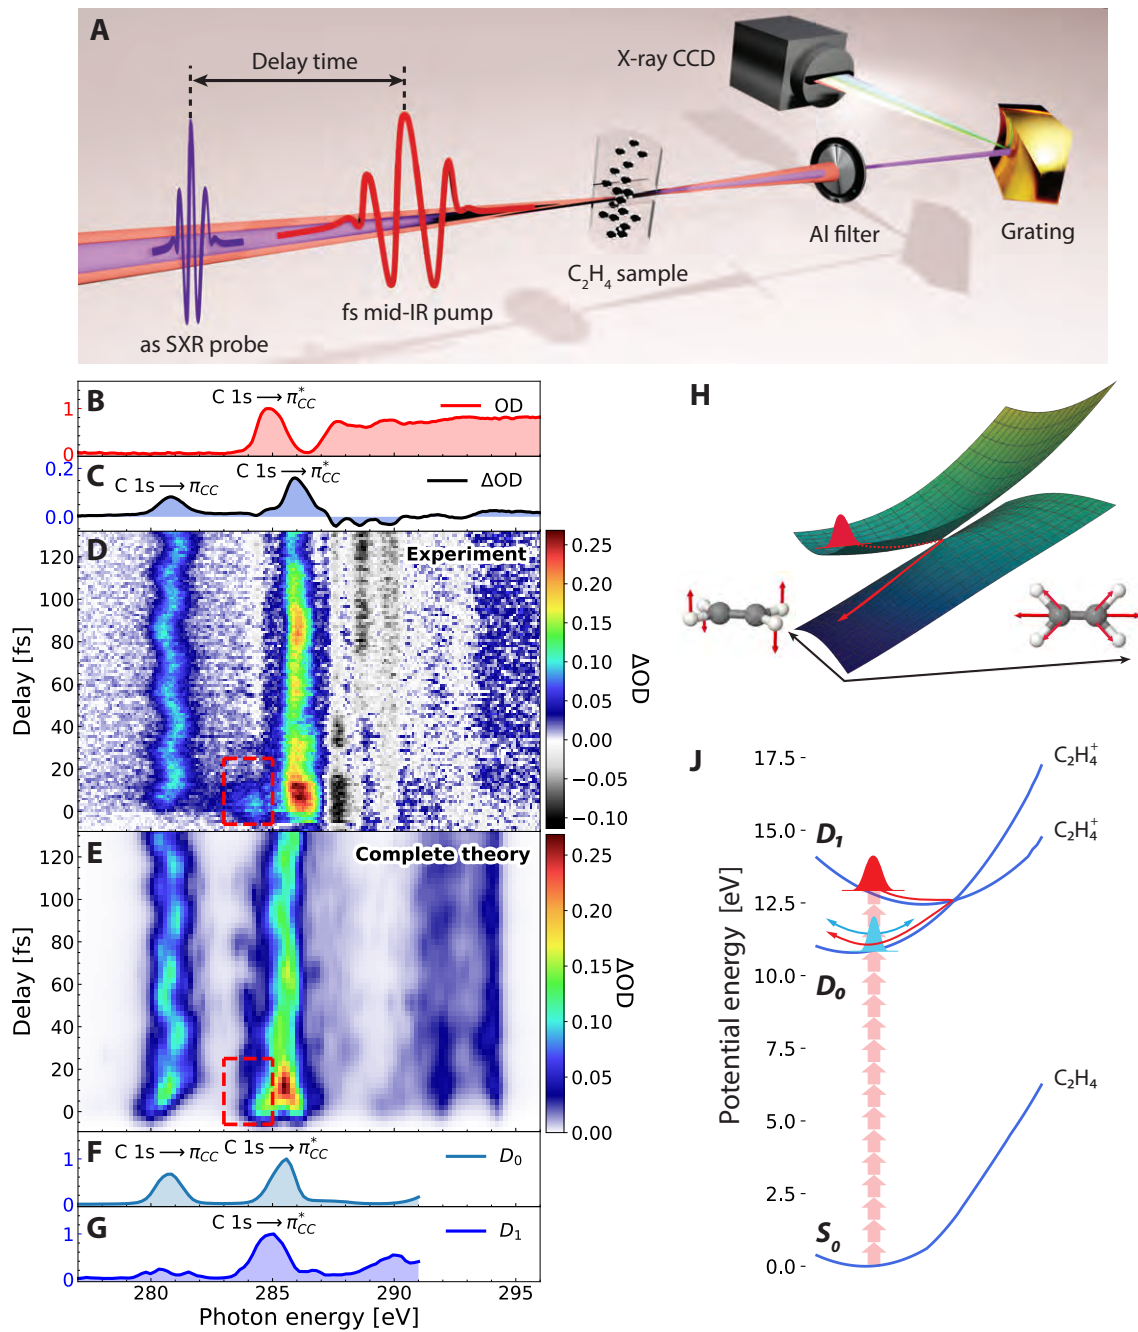 A
Delay time
X-ray CCD
Al filter
Grating
C₂H₄ sample
fs mid-IR pump
as SXR probe
B
C 1s ⟶ π*CC
OD
1
0
C
C 1s ⟶ πCC
C 1s ⟶ π*CC
ΔOD
0.2
0.0
D
Experiment
Delay [fs]
120
100
80
60
40
20
0
0.25
0.20
0.15
0.10
0.05
0.00
−0.05
−0.10
ΔOD
E
Complete theory
Delay [fs]
120
100
80
60
40
20
0
0.25
0.20
0.15
0.10
0.05
0.00
ΔOD
F
C 1s ⟶ πCC
C 1s ⟶ π*CC
D₀
1
0
G
C 1s ⟶ π*CC
D₁
1
0
280
285
290
295
Photon energy [eV]
H
J
Potential energy [eV]
17.5
15.0
12.5
10.0
7.5
5.0
2.5
0.0
C₂H₄⁺
C₂H₄⁺
D₁
D₀
C₂H₄
S₀